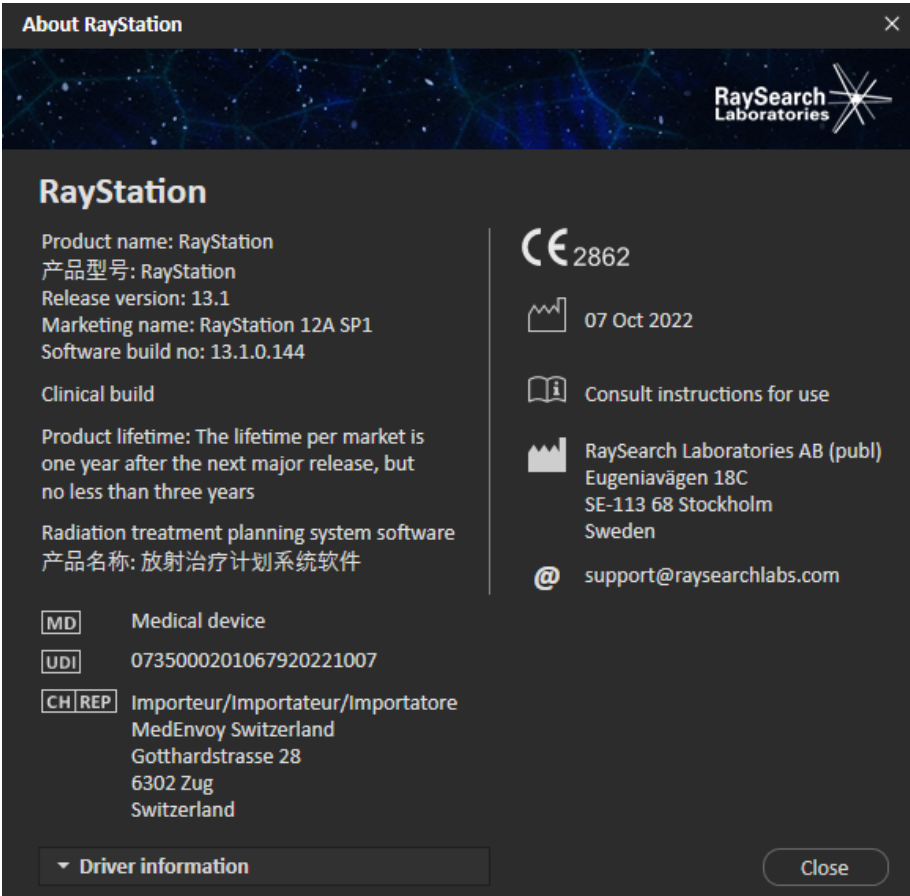 About RayStation
RaySearch
Laboratories
RayStation
Product name: RayStation
产品型号: RayStation
Release version: 13.1
Marketing name: RayStation 12A SP1
Software build no: 13.1.0.144
Clinical build
Product lifetime: The lifetime per market is
one year after the next major release, but
no less than three years
Radiation treatment planning system software
产品名称: 放射治疗计划系统软件
CE 2862
07 Oct 2022
Consult instructions for use
RaySearch Laboratories AB (publ)
Eugeniavägen 18C
SE-113 68 Stockholm
Sweden
@ support@raysearchlabs.com
MD Medical device
UDI 0735000201067920221007
CH REP Importeur/Importateur/Importatore
MedEnvoy Switzerland
Gotthardstrasse 28
6302 Zug
Switzerland
Driver information
Close